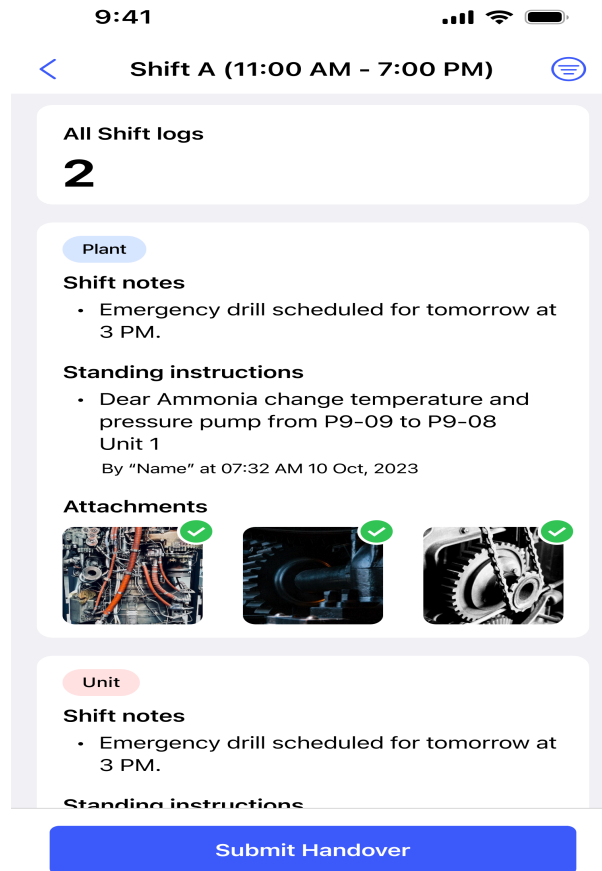 9:41
Shift A (11:00 AM - 7:00 PM)
All Shift logs
2
Plant
Shift notes
• Emergency drill scheduled for tomorrow at
3 PM.
Standing instructions
• Dear Ammonia change temperature and
pressure pump from P9-09 to P9-08
Unit 1
By “Name” at 07:32 AM 10 Oct, 2023
Attachments
Unit
Shift notes
• Emergency drill scheduled for tomorrow at
3 PM.
Standing instructions
Submit Handover